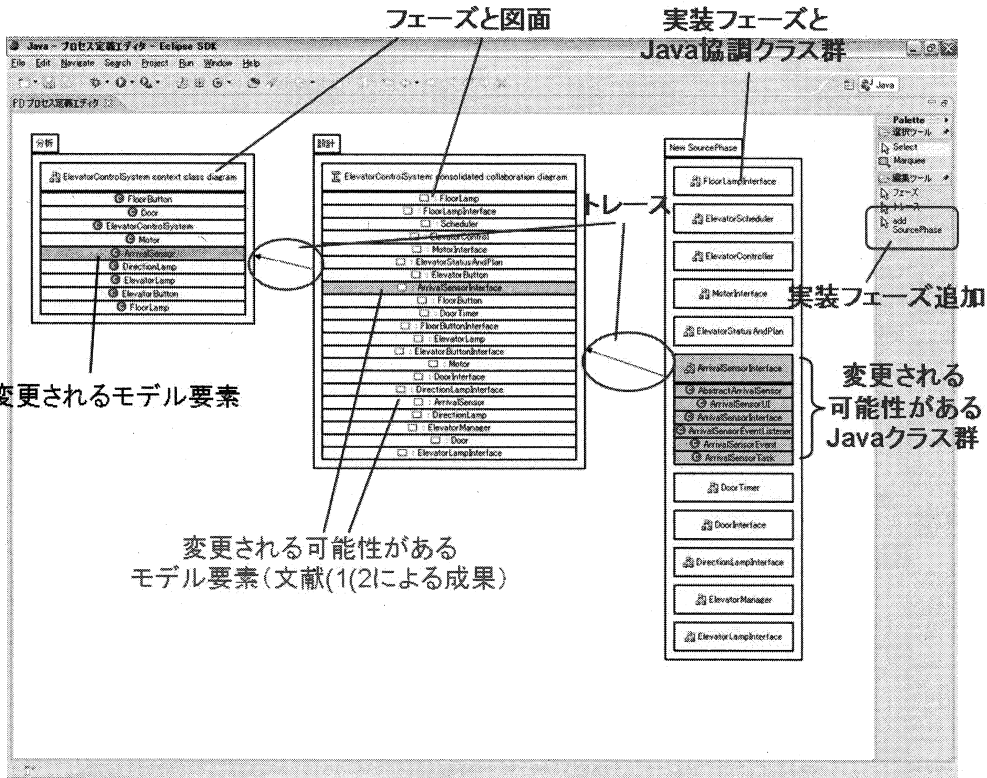 フェーズと図面
実装フェーズと
Java協調クラス群
Java - プロセス定義エディタ - Eclipse SDK
File Edit Navigate Search Project Run Window Help
Java
PDプロセス定義エディタ
分析
ElevatorControlSystem context class diagram
FloorButton
Door
ElevatorControlSystem
Motor
ArrivalSensor
DirectionLamp
ElevatorLamp
ElevatorButton
FloorLamp
変更されるモデル要素
設計
ElevatorControlSystem consolidated collaboration diagram
: FloorLamp
: FloorLampInterface
: Scheduler
: ElevatorControl
: MotorInterface
: ElevatorStatusAndPlan
: ElevatorButton
: ArrivalSensorInterface
: FloorButton
: DoorTimer
: FloorButtonInterface
: ElevatorLamp
: ElevatorButtonInterface
: Motor
: DoorInterface
: DirectionLampInterface
: ArrivalSensor
: DirectionLamp
: ElevatorManager
: Door
: ElevatorLampInterface
トレース
変更される可能性がある
モデル要素(文献(1(2による成果)
New SourcePhase
FloorLampInterface
ElevatorScheduler
ElevatorController
MotorInterface
ElevatorStatusAndPlan
ArrivalSensorInterface
AbstractArrivalSensor
ArrivalSensorUI
ArrivalSensorInterface
ArrivalSensorEventListener
ArrivalSensorEvent
ArrivalSensorTask
DoorTimer
DoorInterface
DirectionLampInterface
ElevatorManager
ElevatorLampInterface
Palette
選択ツール
Select
Marquee
編集ツール
フェーズ
トレース
add
SourcePhase
実装フェーズ追加
変更される
可能性がある
Javaクラス群